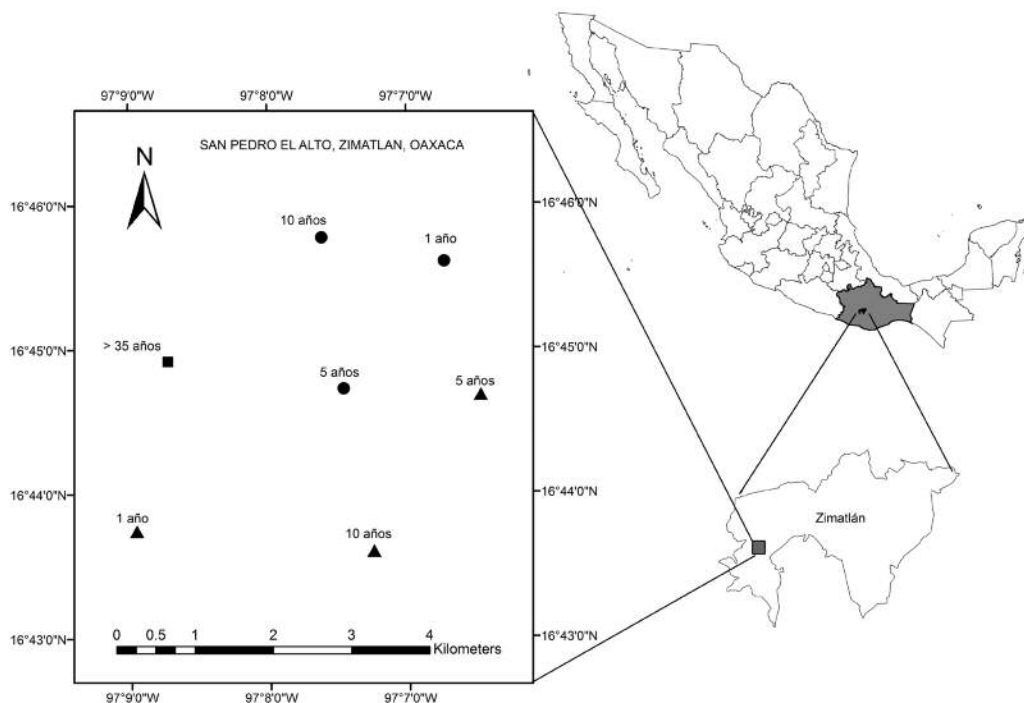 97°9'0"W 97°8'0"W 97°7'0"W
SAN PEDRO EL ALTO, ZIMATLAN, OAXACA
N
16°46'0"N 16°46'0"N
10 años
1 año
16°45'0"N 16°45'0"N
> 35 años
5 años
5 años
16°44'0"N 16°44'0"N
1 año
10 años
Zimatlán
16°43'0"N 16°43'0"N
0 0.5 1 2 3 4
Kilometers
97°9'0"W 97°8'0"W 97°7'0"W